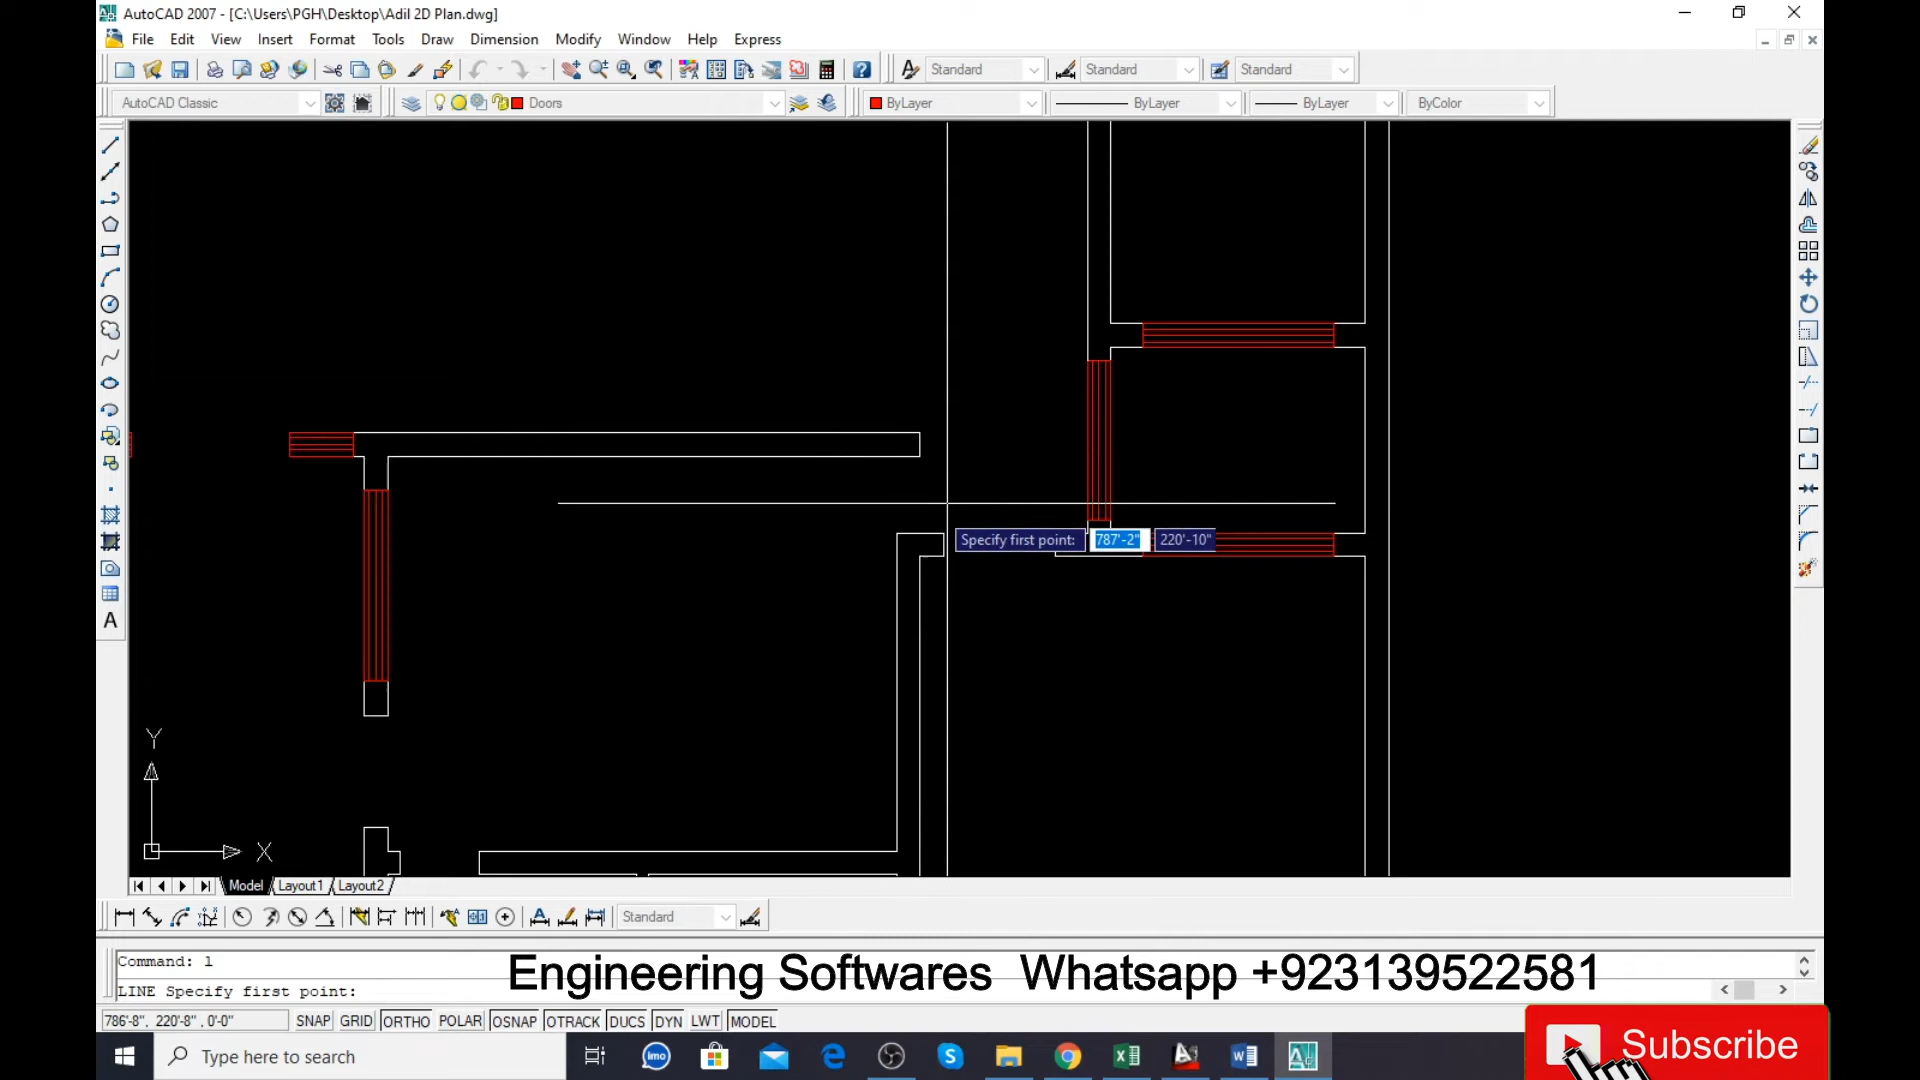 AutoCAD 2007 - [C:\Users\PGH\Desktop\Adil 2D Plan.dwg]
File Edit View Insert Format Tools Draw Dimension Modify Window Help Express
Standard Standard Standard
AutoCAD Classic Doors ByLayer ByLayer ByLayer ByColor
A
Specify first point: 787'-2" 220'-10"
Y
X
Model Layout1 Layout2
Standard
Command: l
LINE Specify first point:
Engineering Softwares Whatsapp +923139522581
786'-8", 220'-8" , 0'-0" SNAP GRID ORTHO POLAR OSNAP OTRACK DUCS DYN LWT MODEL
Type here to search
imo
Subscribe